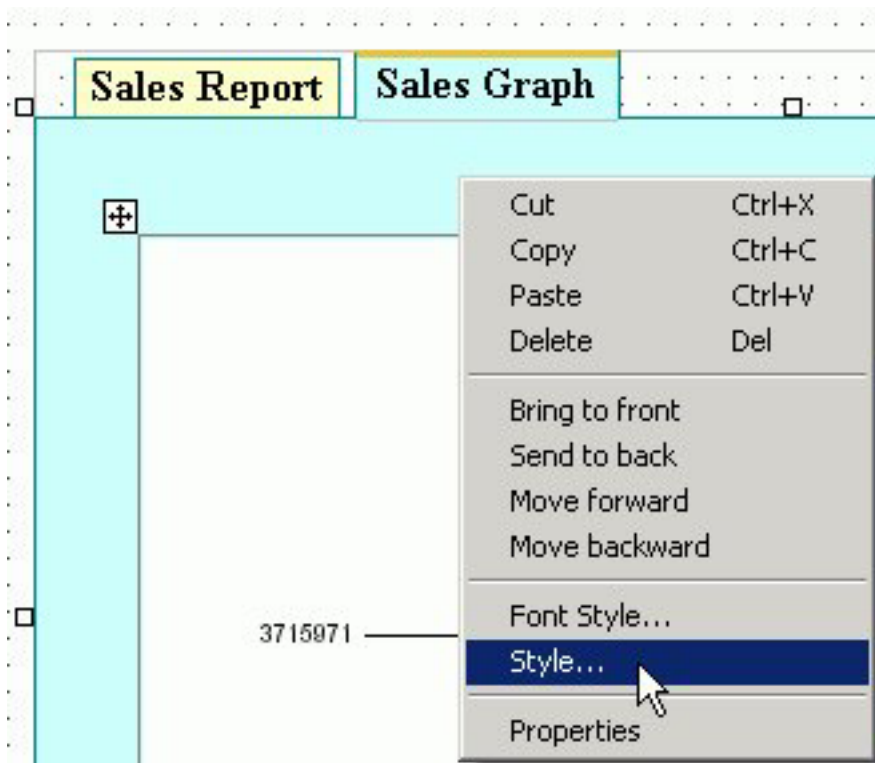 Sales Report Sales Graph
Cut Ctrl+X
Copy Ctrl+C
Paste Ctrl+V
Delete Del
Bring to front
Send to back
Move forward
Move backward
Font Style...
3715971
Style...
Properties